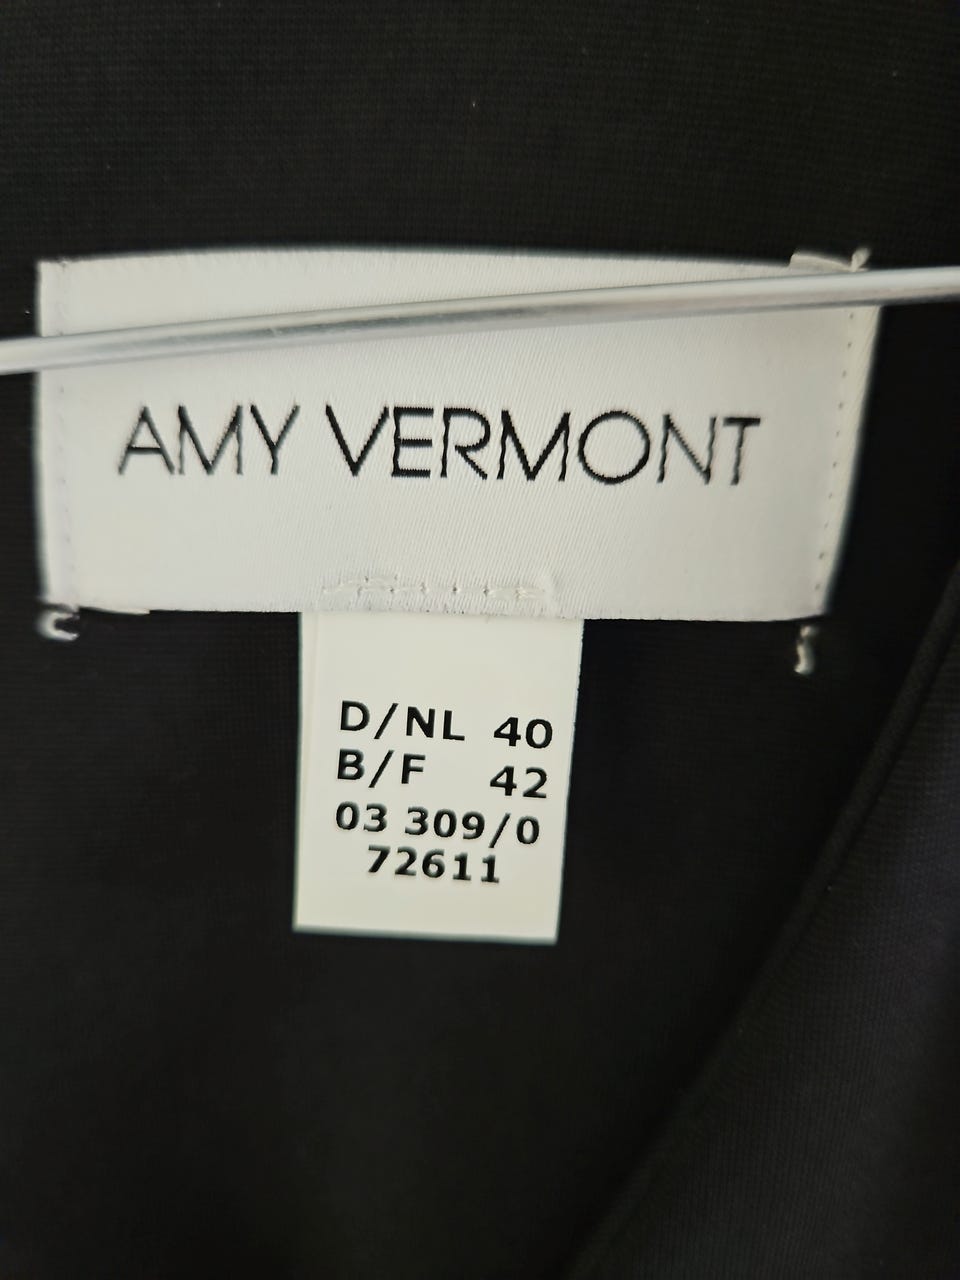 AMY VERMONT
D/NL 40
B/F 42
03 309/0
72611